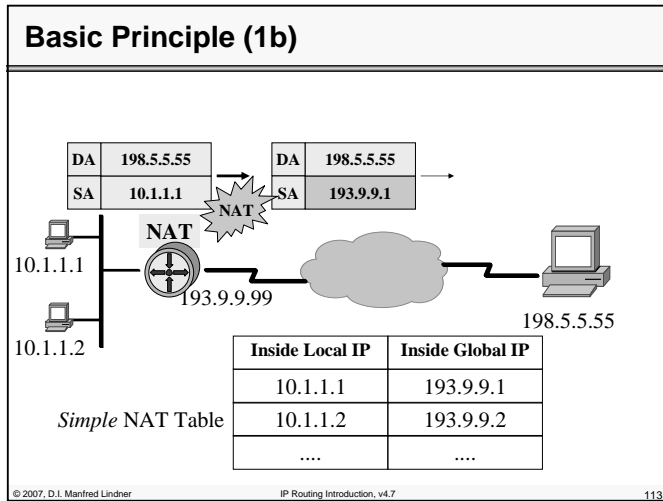 Basic Principle (1b)
DA 198.5.5.55
SA 10.1.1.1
DA 198.5.5.55
SA 193.9.9.1
NAT
NAT
10.1.1.1
193.9.9.99
10.1.1.2
198.5.5.55
Simple NAT Table
Inside Local IP Inside Global IP
10.1.1.1 193.9.9.1
10.1.1.2 193.9.9.2
.... ....
© 2007, D.I. Manfred Lindner IP Routing Introduction, v4.7 113